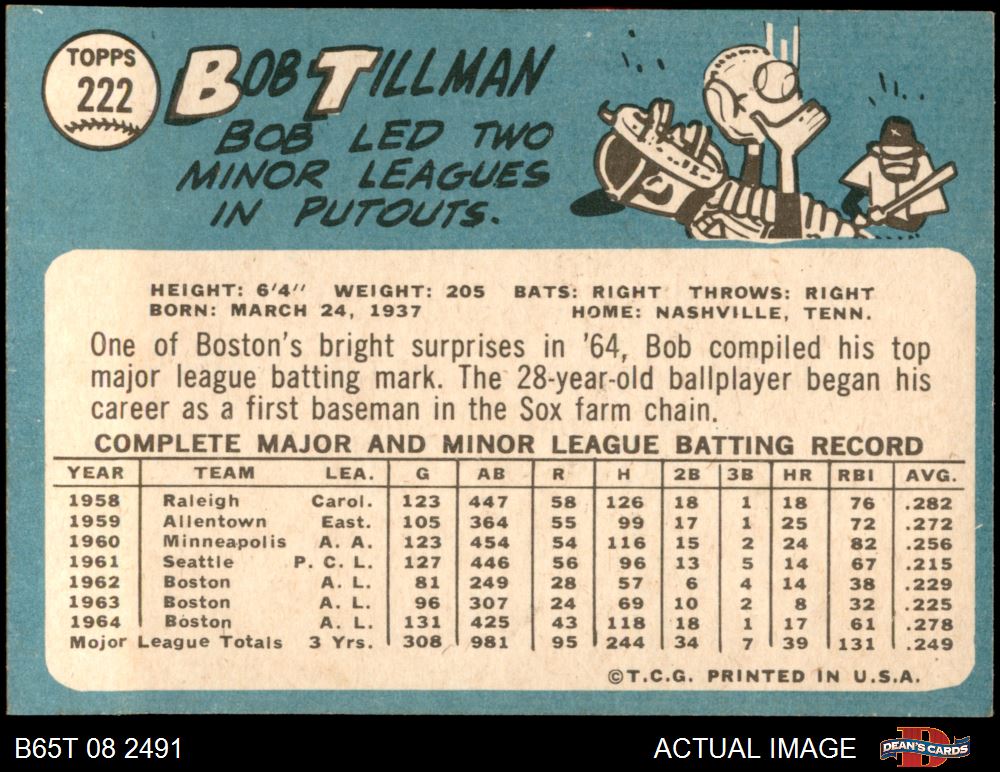 TOPPS
222
BOB TILLMAN
BOB LED TWO
MINOR LEAGUES
IN PUTOUTS.
HEIGHT: 6'4" WEIGHT: 205 BATS: RIGHT THROWS: RIGHT
BORN: MARCH 24, 1937 HOME: NASHVILLE, TENN.
One of Boston's bright surprises in '64, Bob compiled his top
major league batting mark. The 28-year-old ballplayer began his
career as a first baseman in the Sox farm chain.
COMPLETE MAJOR AND MINOR LEAGUE BATTING RECORD
YEAR TEAM LEA. G AB R H 2B 3B HR RBI AVG.
1958 Raleigh Carol. 123 447 58 126 18 1 18 76 .282
1959 Allentown East. 105 364 55 99 17 1 25 72 .272
1960 Minneapolis A. A. 123 454 54 116 15 2 24 82 .256
1961 Seattle P. C. L. 127 446 56 96 13 5 14 67 .215
1962 Boston A. L. 81 249 28 57 6 4 14 38 .229
1963 Boston A. L. 96 307 24 69 10 2 8 32 .225
1964 Boston A. L. 131 425 43 118 18 1 17 61 .278
Major League Totals 3 Yrs. 308 981 95 244 34 7 39 131 .249
©T.C.G. PRINTED IN U.S.A.
B65T 08 2491 ACTUAL IMAGE D DEAN'S CARDS